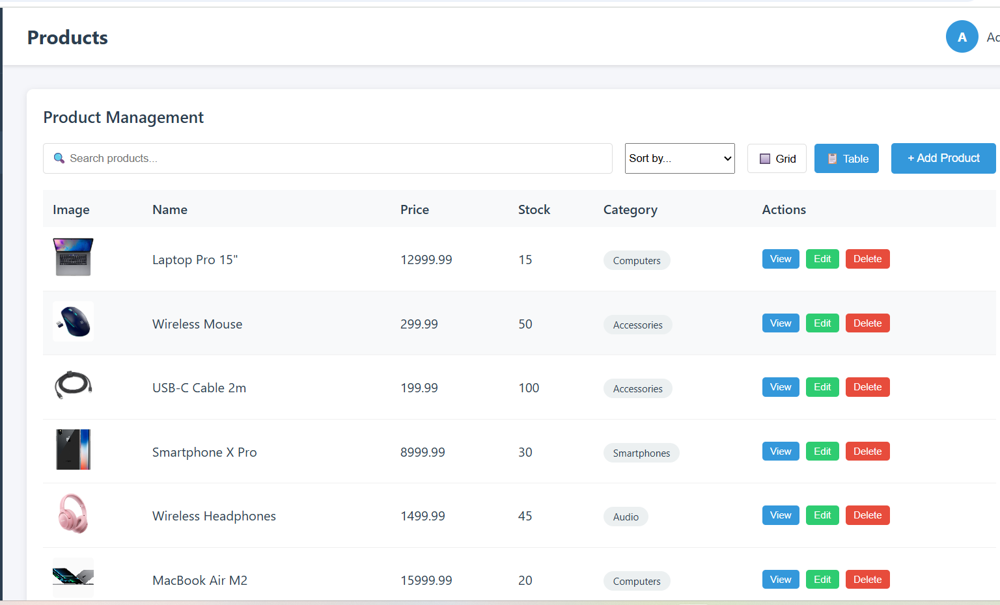 Products
A
Product Management
Search products...
Sort by...
Grid
Table
+ Add Product
Image Name Price Stock Category Actions
Laptop Pro 15" 12999.99 15 Computers View Edit Delete
Wireless Mouse 299.99 50 Accessories View Edit Delete
USB-C Cable 2m 199.99 100 Accessories View Edit Delete
Smartphone X Pro 8999.99 30 Smartphones View Edit Delete
Wireless Headphones 1499.99 45 Audio View Edit Delete
MacBook Air M2 15999.99 20 Computers View Edit Delete